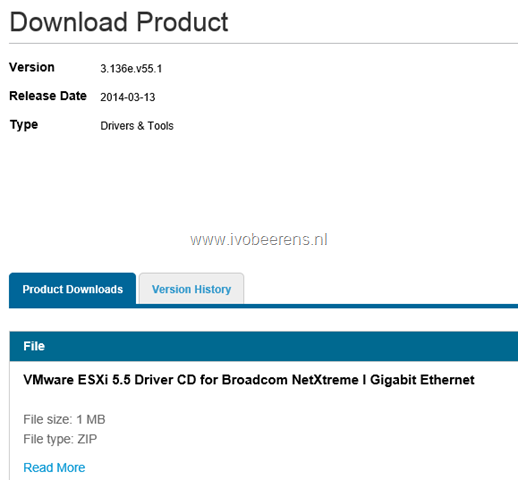 Download Product
Version 3.136e.v55.1
Release Date 2014-03-13
Type Drivers & Tools
www.ivobeerens.nl
Product Downloads Version History
File
VMware ESXi 5.5 Driver CD for Broadcom NetXtreme I Gigabit Ethernet
File size: 1 MB
File type: ZIP
Read More